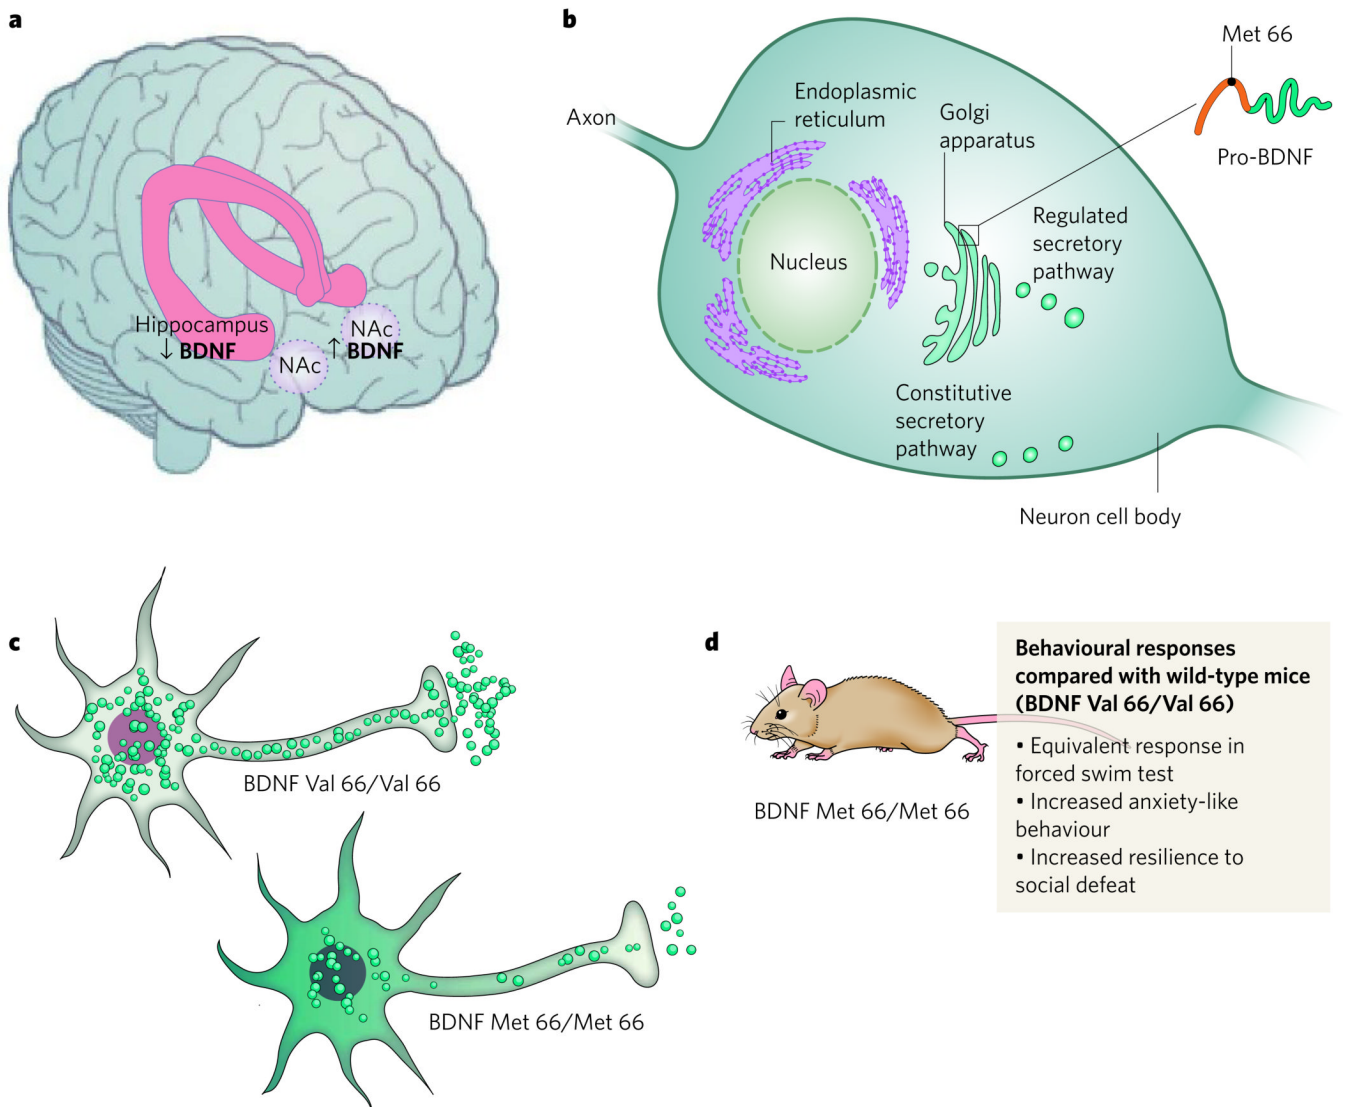 a
Hippocampus
↓ BDNF
NAc
NAc
↑ BDNF
b
Axon
Endoplasmic
reticulum
Golgi
apparatus
Met 66
Pro-BDNF
Nucleus
Regulated
secretory
pathway
Constitutive
secretory
pathway
Neuron cell body
c
BDNF Val 66/Val 66
BDNF Met 66/Met 66
d
BDNF Met 66/Met 66
Behavioural responses
compared with wild-type mice
(BDNF Val 66/Val 66)
• Equivalent response in
forced swim test
• Increased anxiety-like
behaviour
• Increased resilience to
social defeat